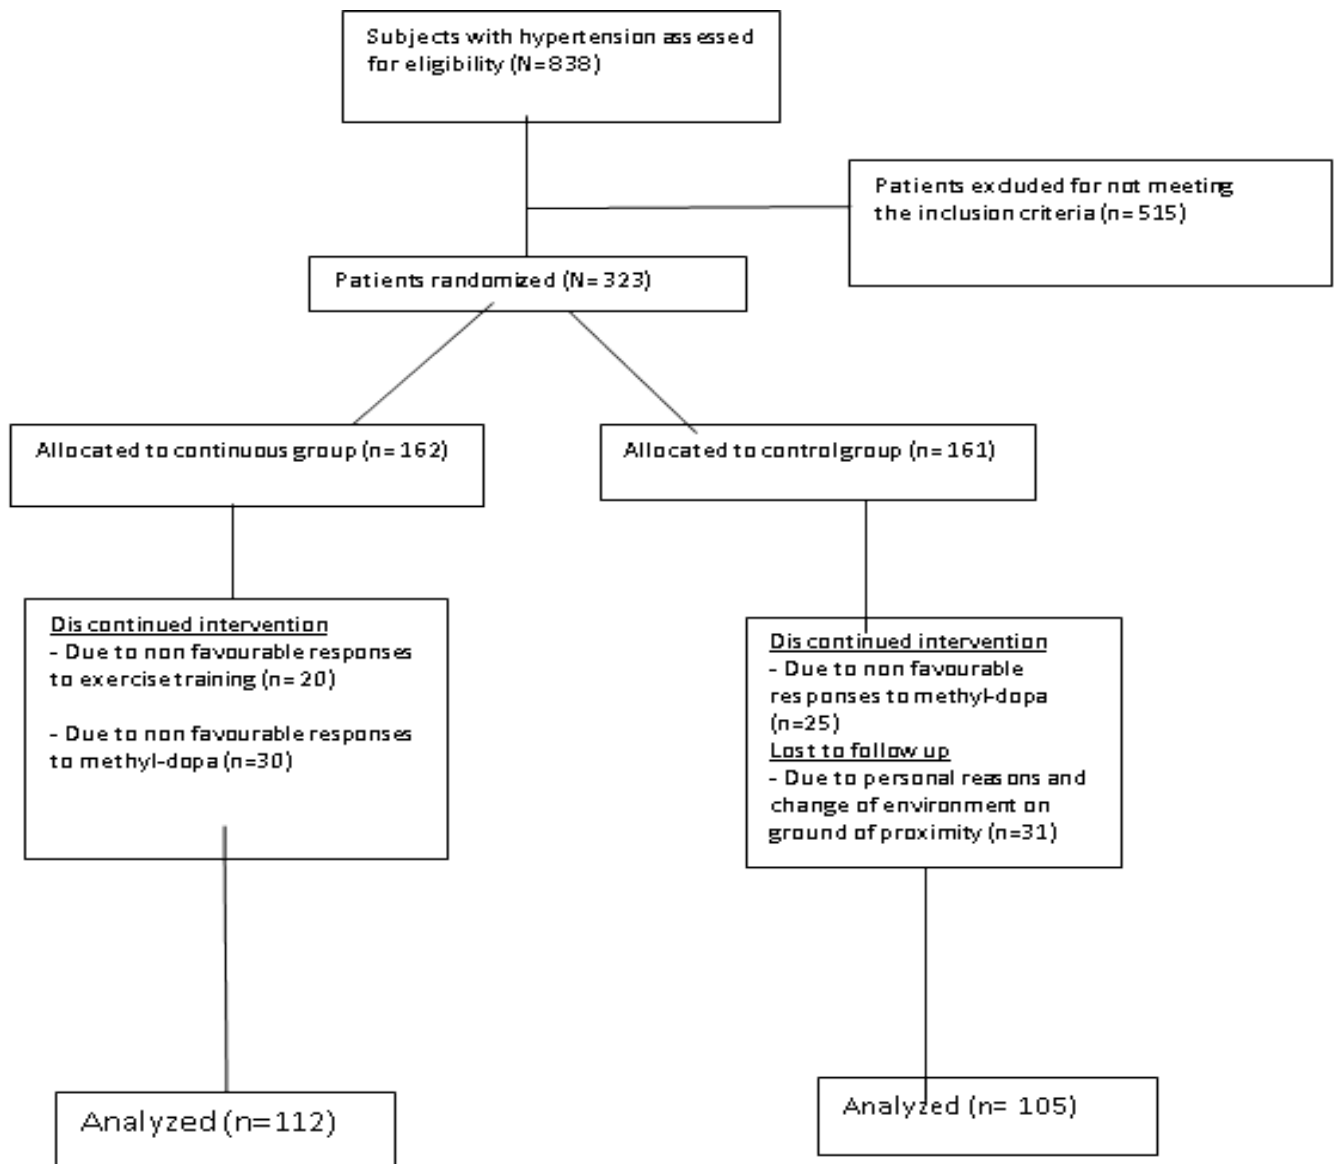 Subjects with hypertension assessed
for eligibility (N=838)
Patients excluded for not meeting
the inclusion criteria (n= 515)
Patients randomized (N= 323)
Allocated to continuous group (n= 162)
Allocated to control group (n= 161)
Discontinued intervention
- Due to non favourable responses
to exercise training (n= 20)
- Due to non favourable responses
to methyl-dopa (n=30)
Discontinued intervention
- Due to non favourable
responses to methyl-dopa
(n=25)
Lost to follow up
- Due to personal reasons and
change of environment on
ground of proximity (n=31)
Analyzed (n=112)
Analyzed (n= 105)